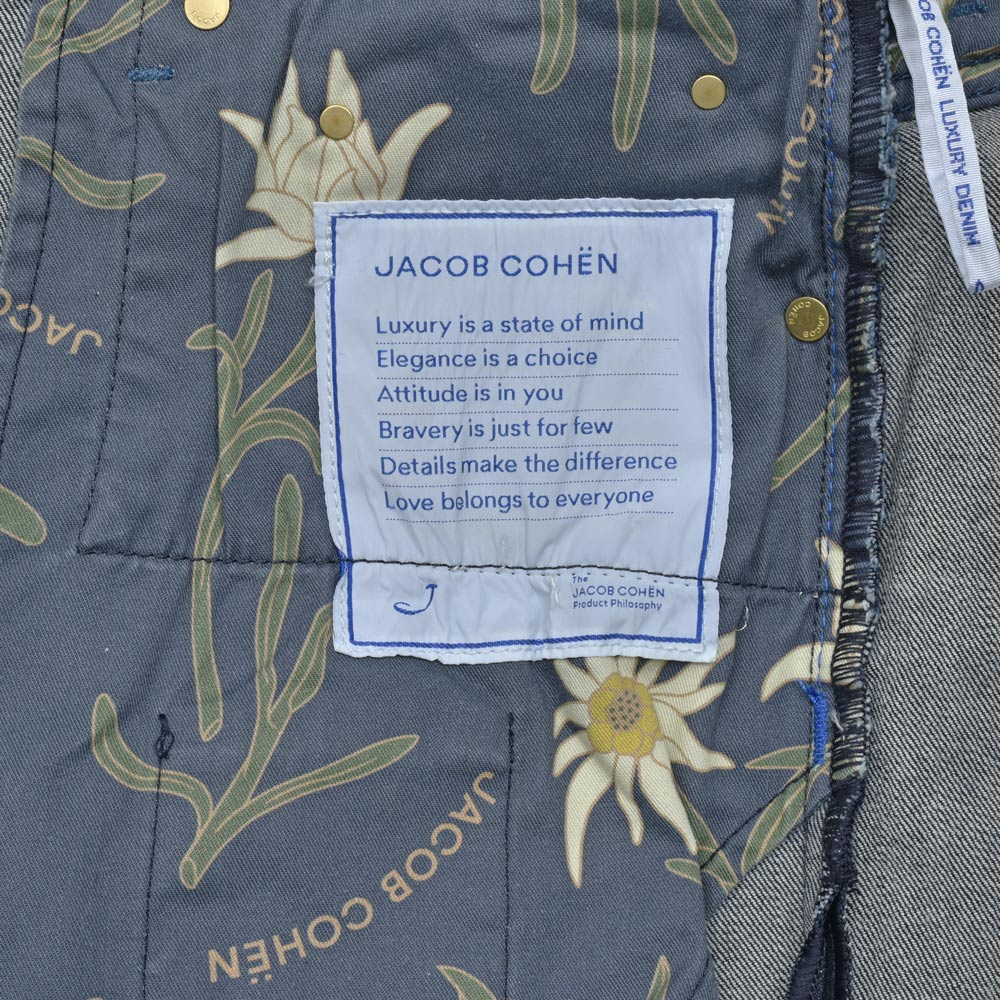 JACOB COHËN
Luxury is a state of mind
Elegance is a choice
Attitude is in you
Bravery is just for few
Details make the difference
Love belongs to everyone
The
JACOB COHËN
Product Philosophy
COHËN LUXURY DENIM
JACOB
COHËN
JACOB COHËN
JACO